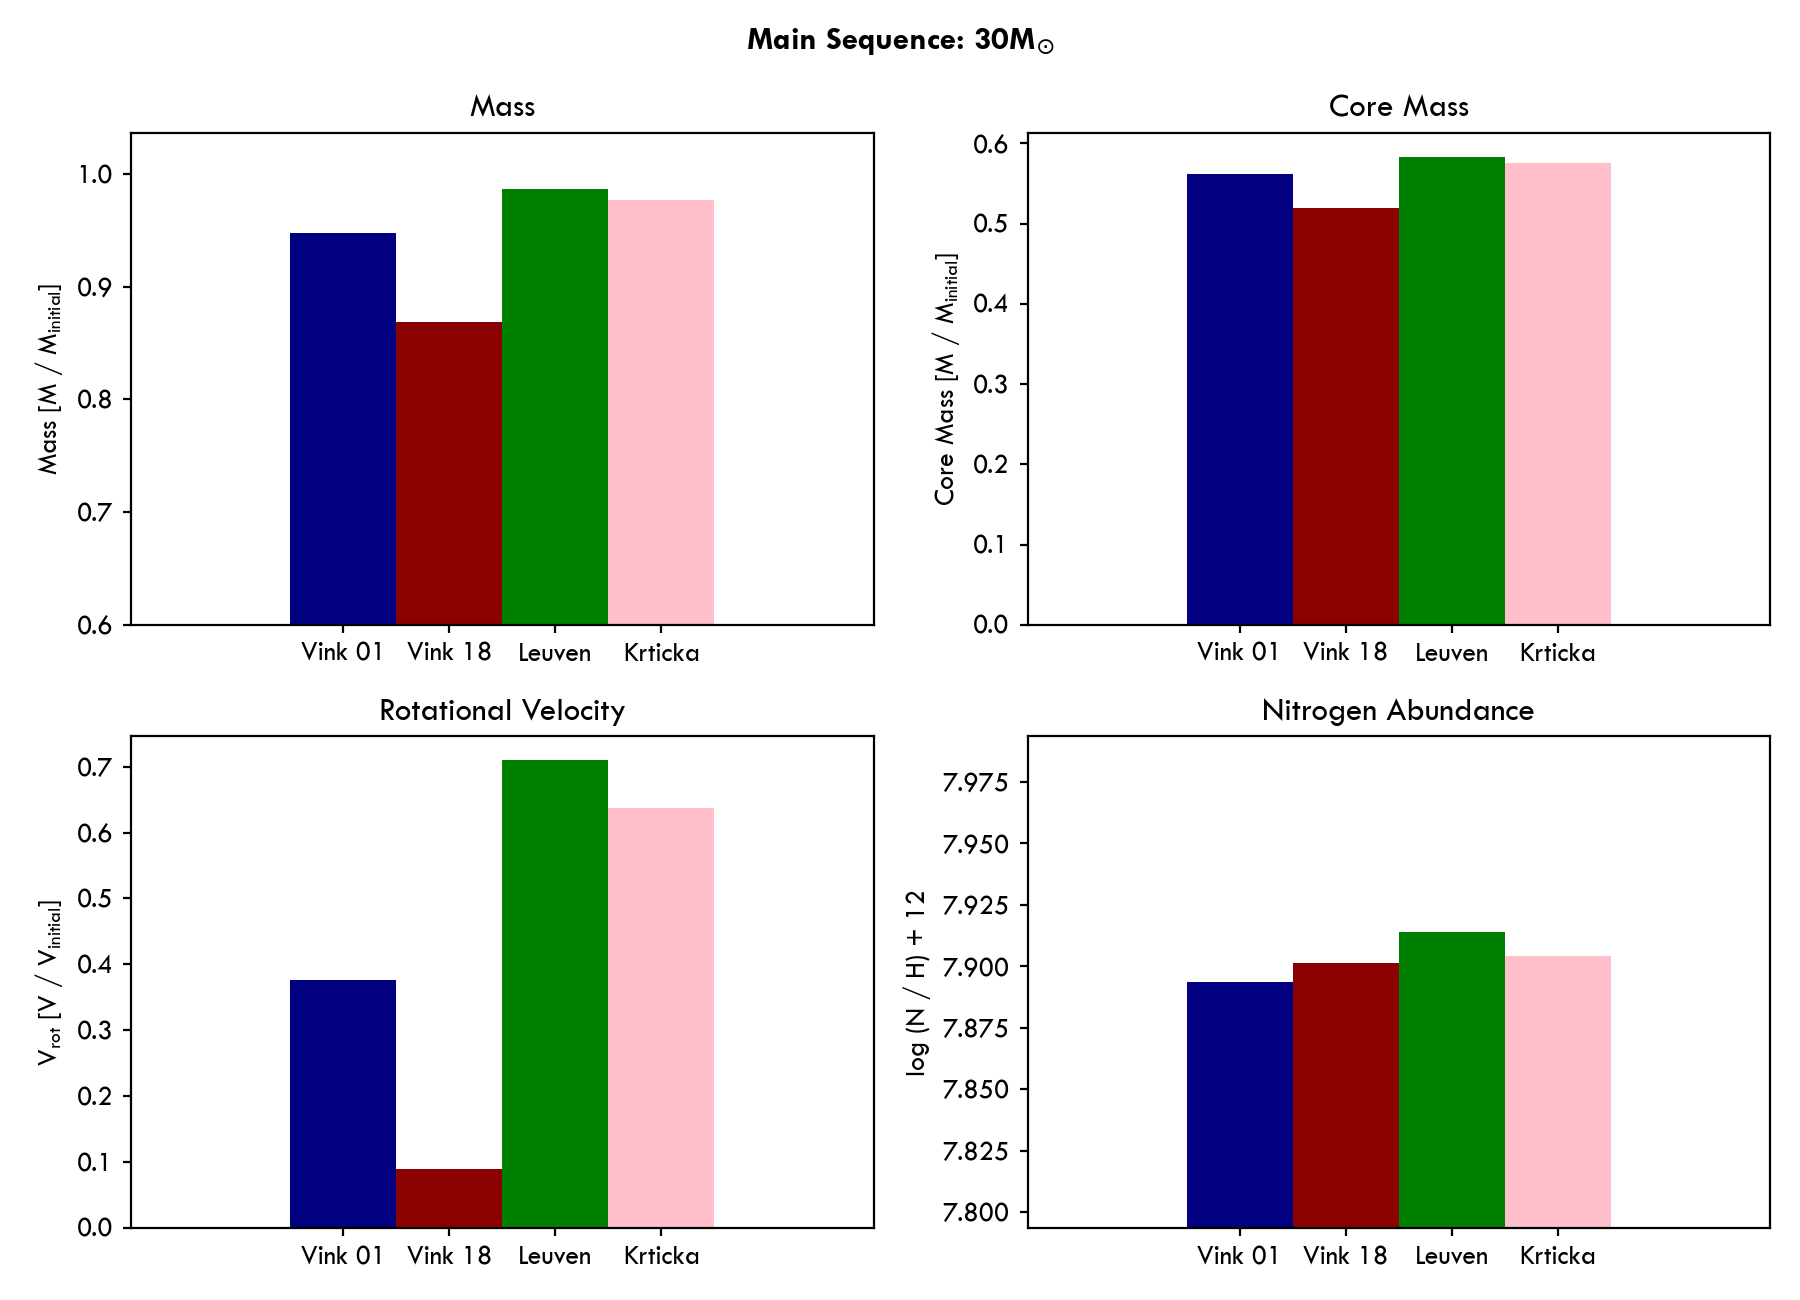 Main Sequence: 30M⊙
Mass
Mass [M / Minitial]
1.0
0.9
0.8
0.7
0.6
Vink 01 Vink 18 Leuven Krticka
Core Mass
Core Mass [M / Minitial]
0.6
0.5
0.4
0.3
0.2
0.1
0.0
Vink 01 Vink 18 Leuven Krticka
Rotational Velocity
Vrot [V / Vinitial]
0.7
0.6
0.5
0.4
0.3
0.2
0.1
0.0
Vink 01 Vink 18 Leuven Krticka
Nitrogen Abundance
log (N / H) + 12
7.975
7.950
7.925
7.900
7.875
7.850
7.825
7.800
Vink 01 Vink 18 Leuven Krticka